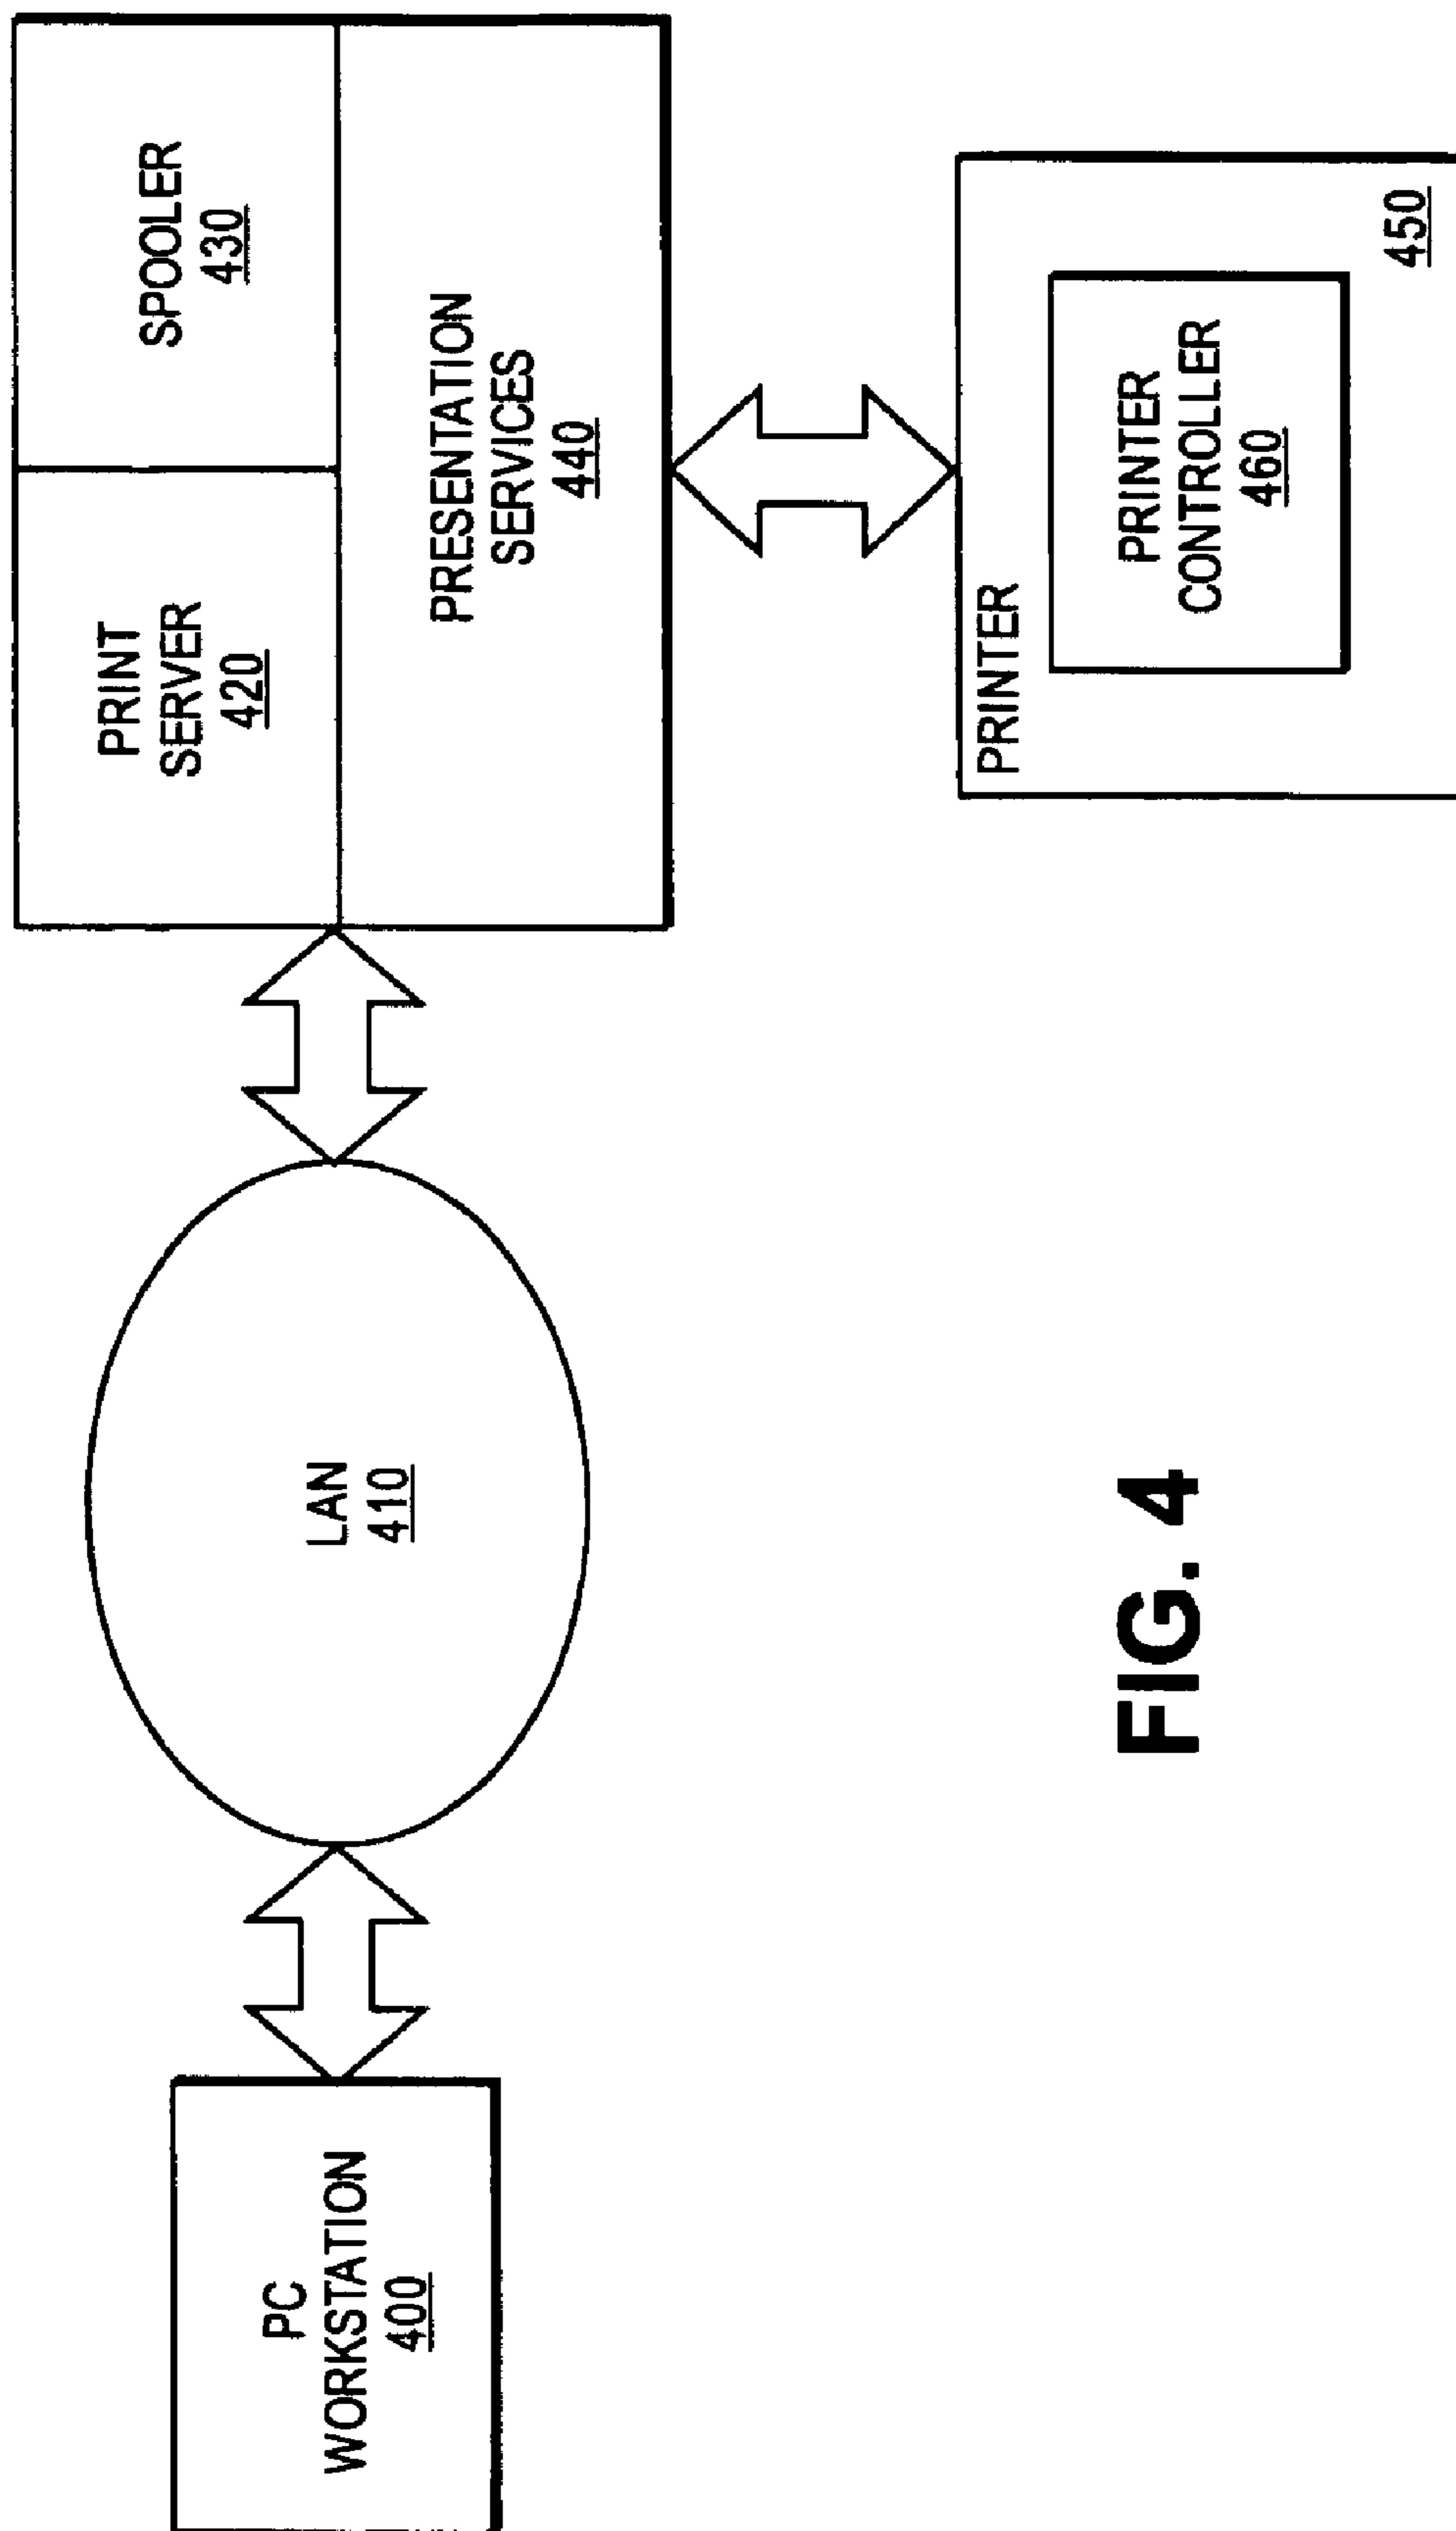 PC
WORKSTATION
400
LAN
410
PRINT
SERVER
420
SPOOLER
430
PRESENTATION
SERVICES
440
PRINTER
PRINTER
CONTROLLER
460
450
FIG. 4